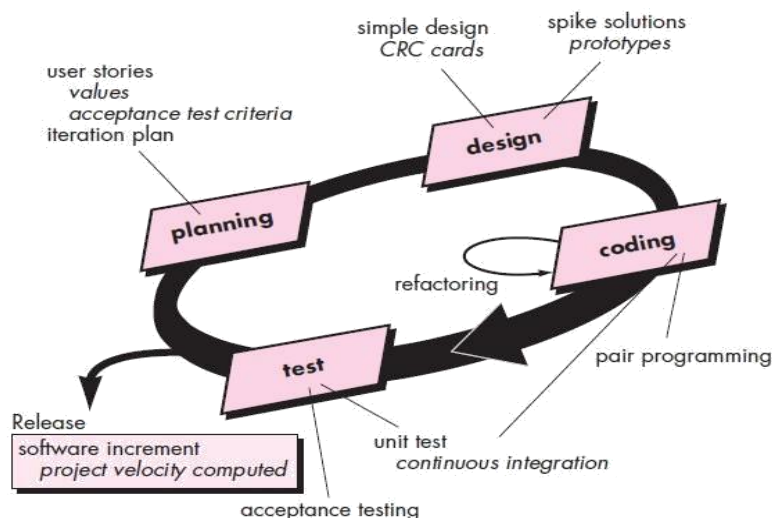 simple design
CRC cards
spike solutions
prototypes
user stories
values
acceptance test criteria
iteration plan
design
planning
coding
refactoring
test
pair programming
Release
software increment
project velocity computed
unit test
continuous integration
acceptance testing